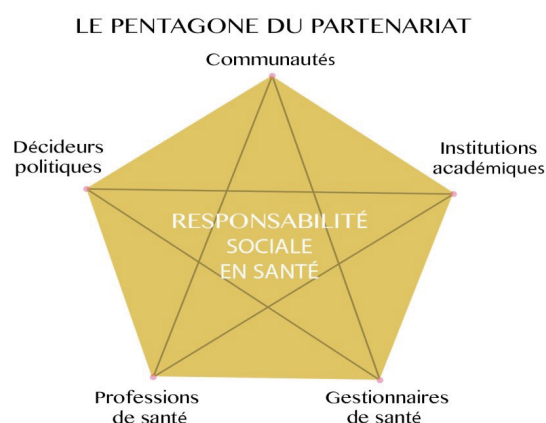 LE PENTAGONE DU PARTENARIAT
Communautés
Décideurs
politiques
Institutions
académiques
RESPONSABILITÉ
SOCIALE
EN SANTÉ
Professions
de santé
Gestionnaires
de santé